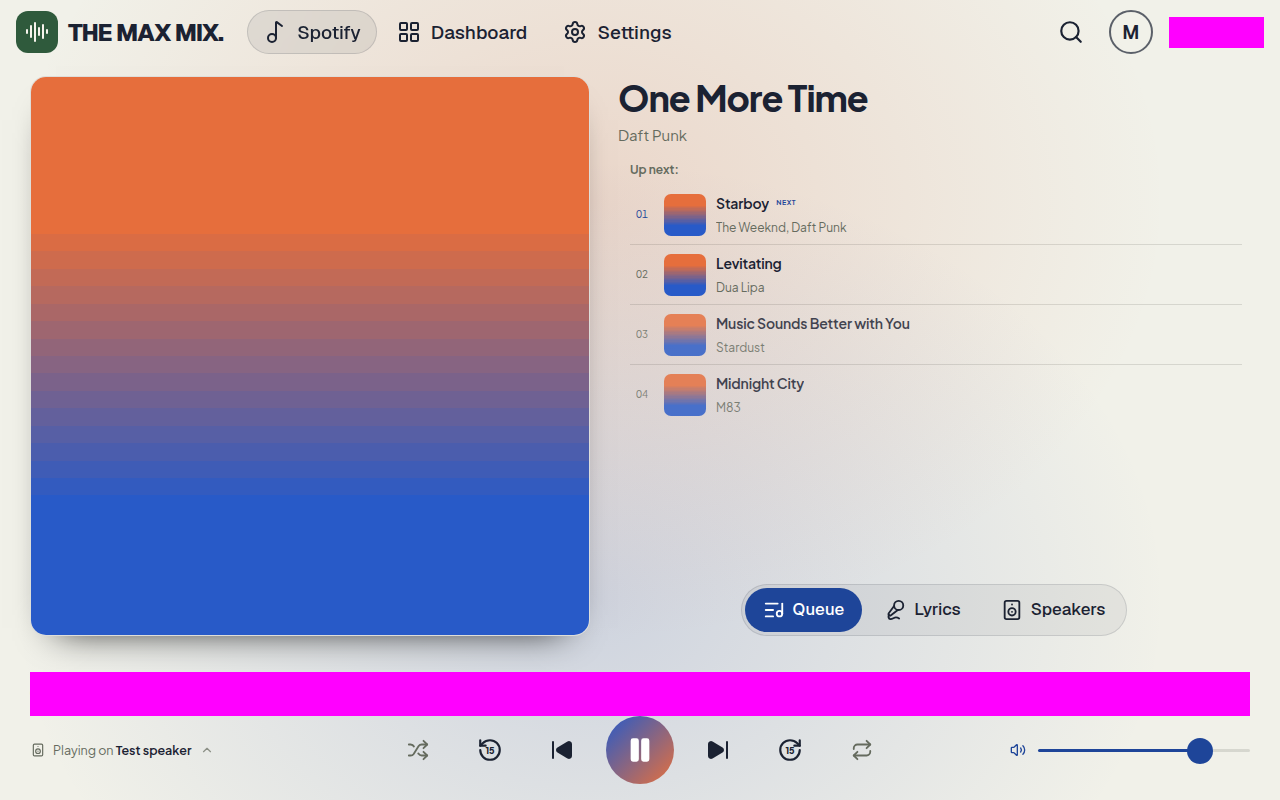 THE MAX MIX.
Spotify
Dashboard
Settings
M
One More Time
Daft Punk
Up next:
01
Starboy NEXT
The Weeknd, Daft Punk
02
Levitating
Dua Lipa
03
Music Sounds Better with You
Stardust
04
Midnight City
M83
Queue
Lyrics
Speakers
Playing on Test speaker
15
15